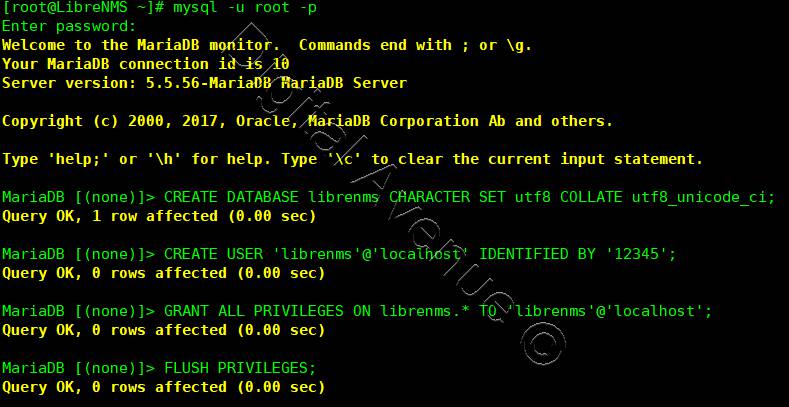 [root@LibreNMS ~]# mysql -u root -p
Enter password:
Welcome to the MariaDB monitor.  Commands end with ; or \g.
Your MariaDB connection id is 10
Server version: 5.5.56-MariaDB MariaDB Server
Copyright (c) 2000, 2017, Oracle, MariaDB Corporation Ab and others.
Type 'help;' or '\h' for help. Type '\c' to clear the current input statement.
MariaDB [(none)]> CREATE DATABASE librenms CHARACTER SET utf8 COLLATE utf8_unicode_ci;
Query OK, 1 row affected (0.00 sec)
MariaDB [(none)]> CREATE USER 'librenms'@'localhost' IDENTIFIED BY '12345';
Query OK, 0 rows affected (0.00 sec)
MariaDB [(none)]> GRANT ALL PRIVILEGES ON librenms.* TO 'librenms'@'localhost';
Query OK, 0 rows affected (0.00 sec)
MariaDB [(none)]> FLUSH PRIVILEGES;
Query OK, 0 rows affected (0.00 sec)
Digital Avenue ©